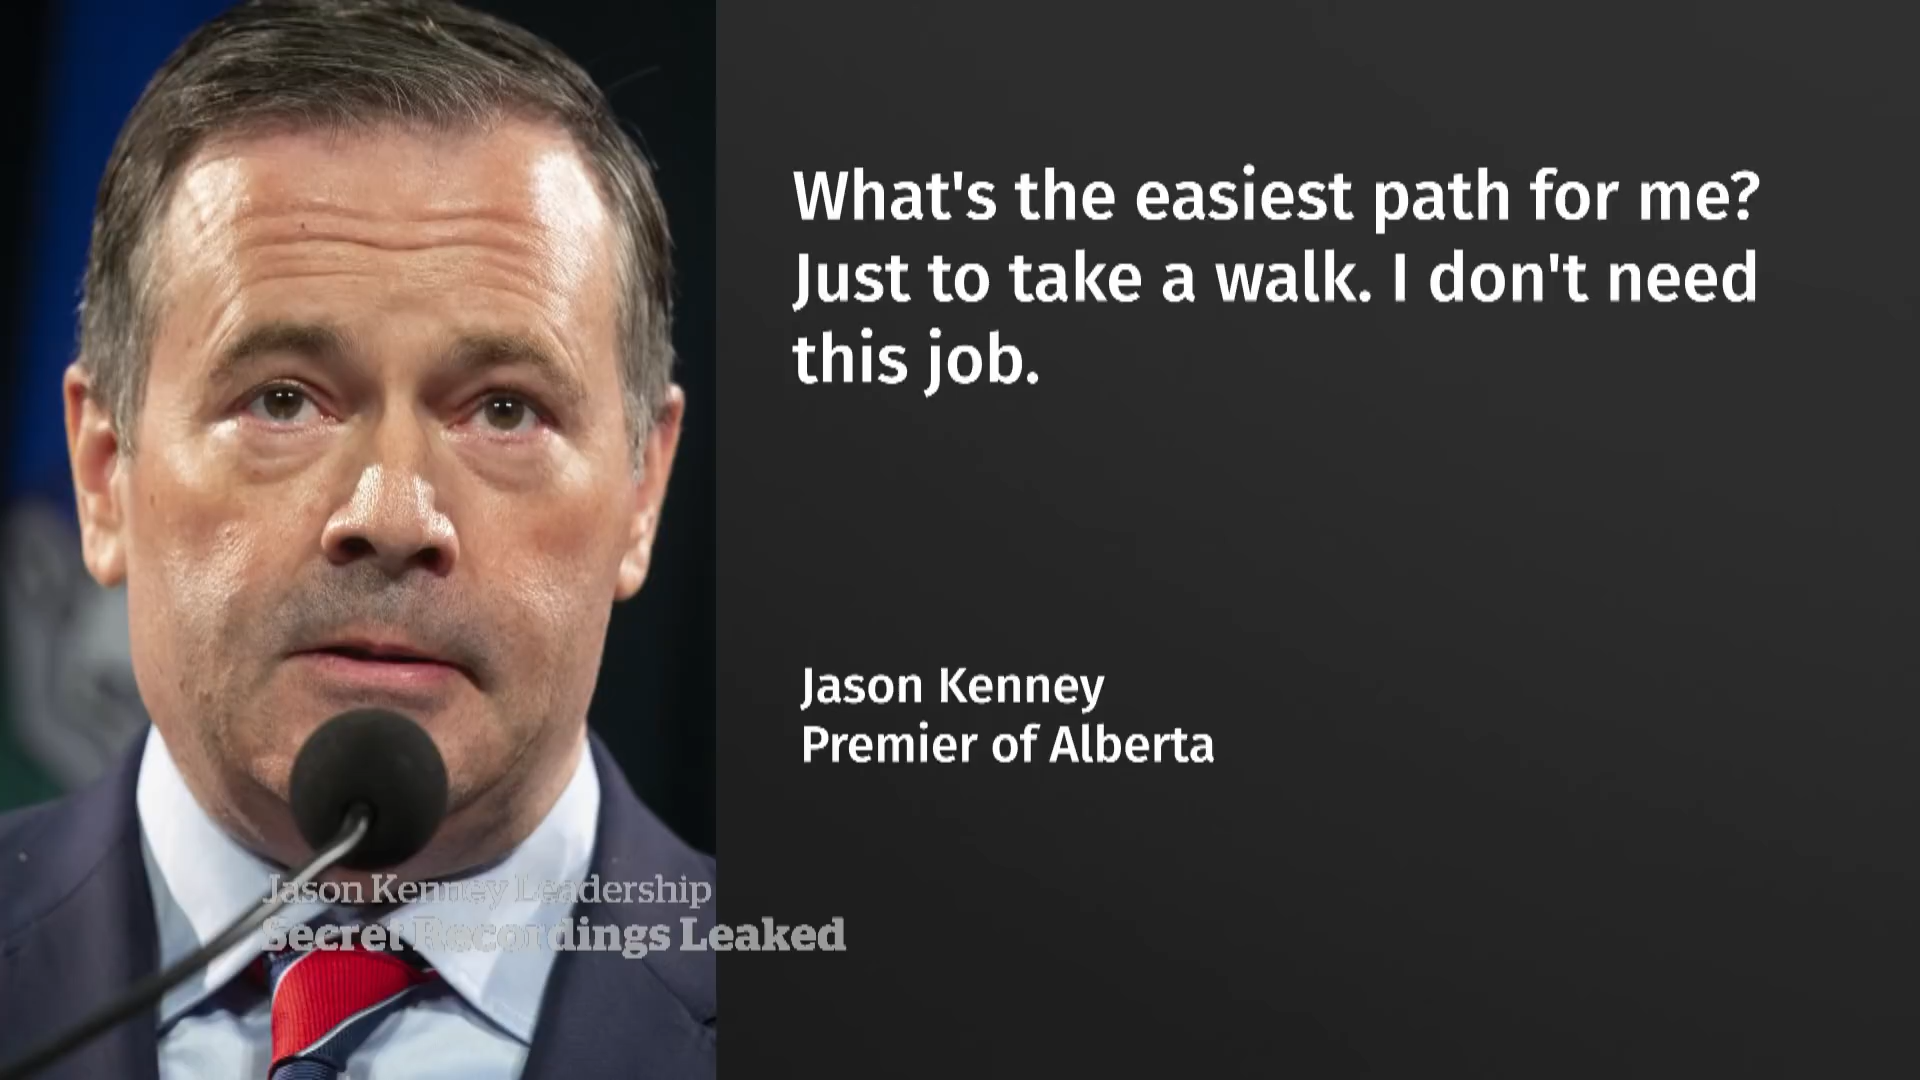 What's the easiest path for me?
Just to take a walk. I don't need
this job.
Jason Kenney
Premier of Alberta
Jason Kenney Leadership
Secret Recordings Leaked